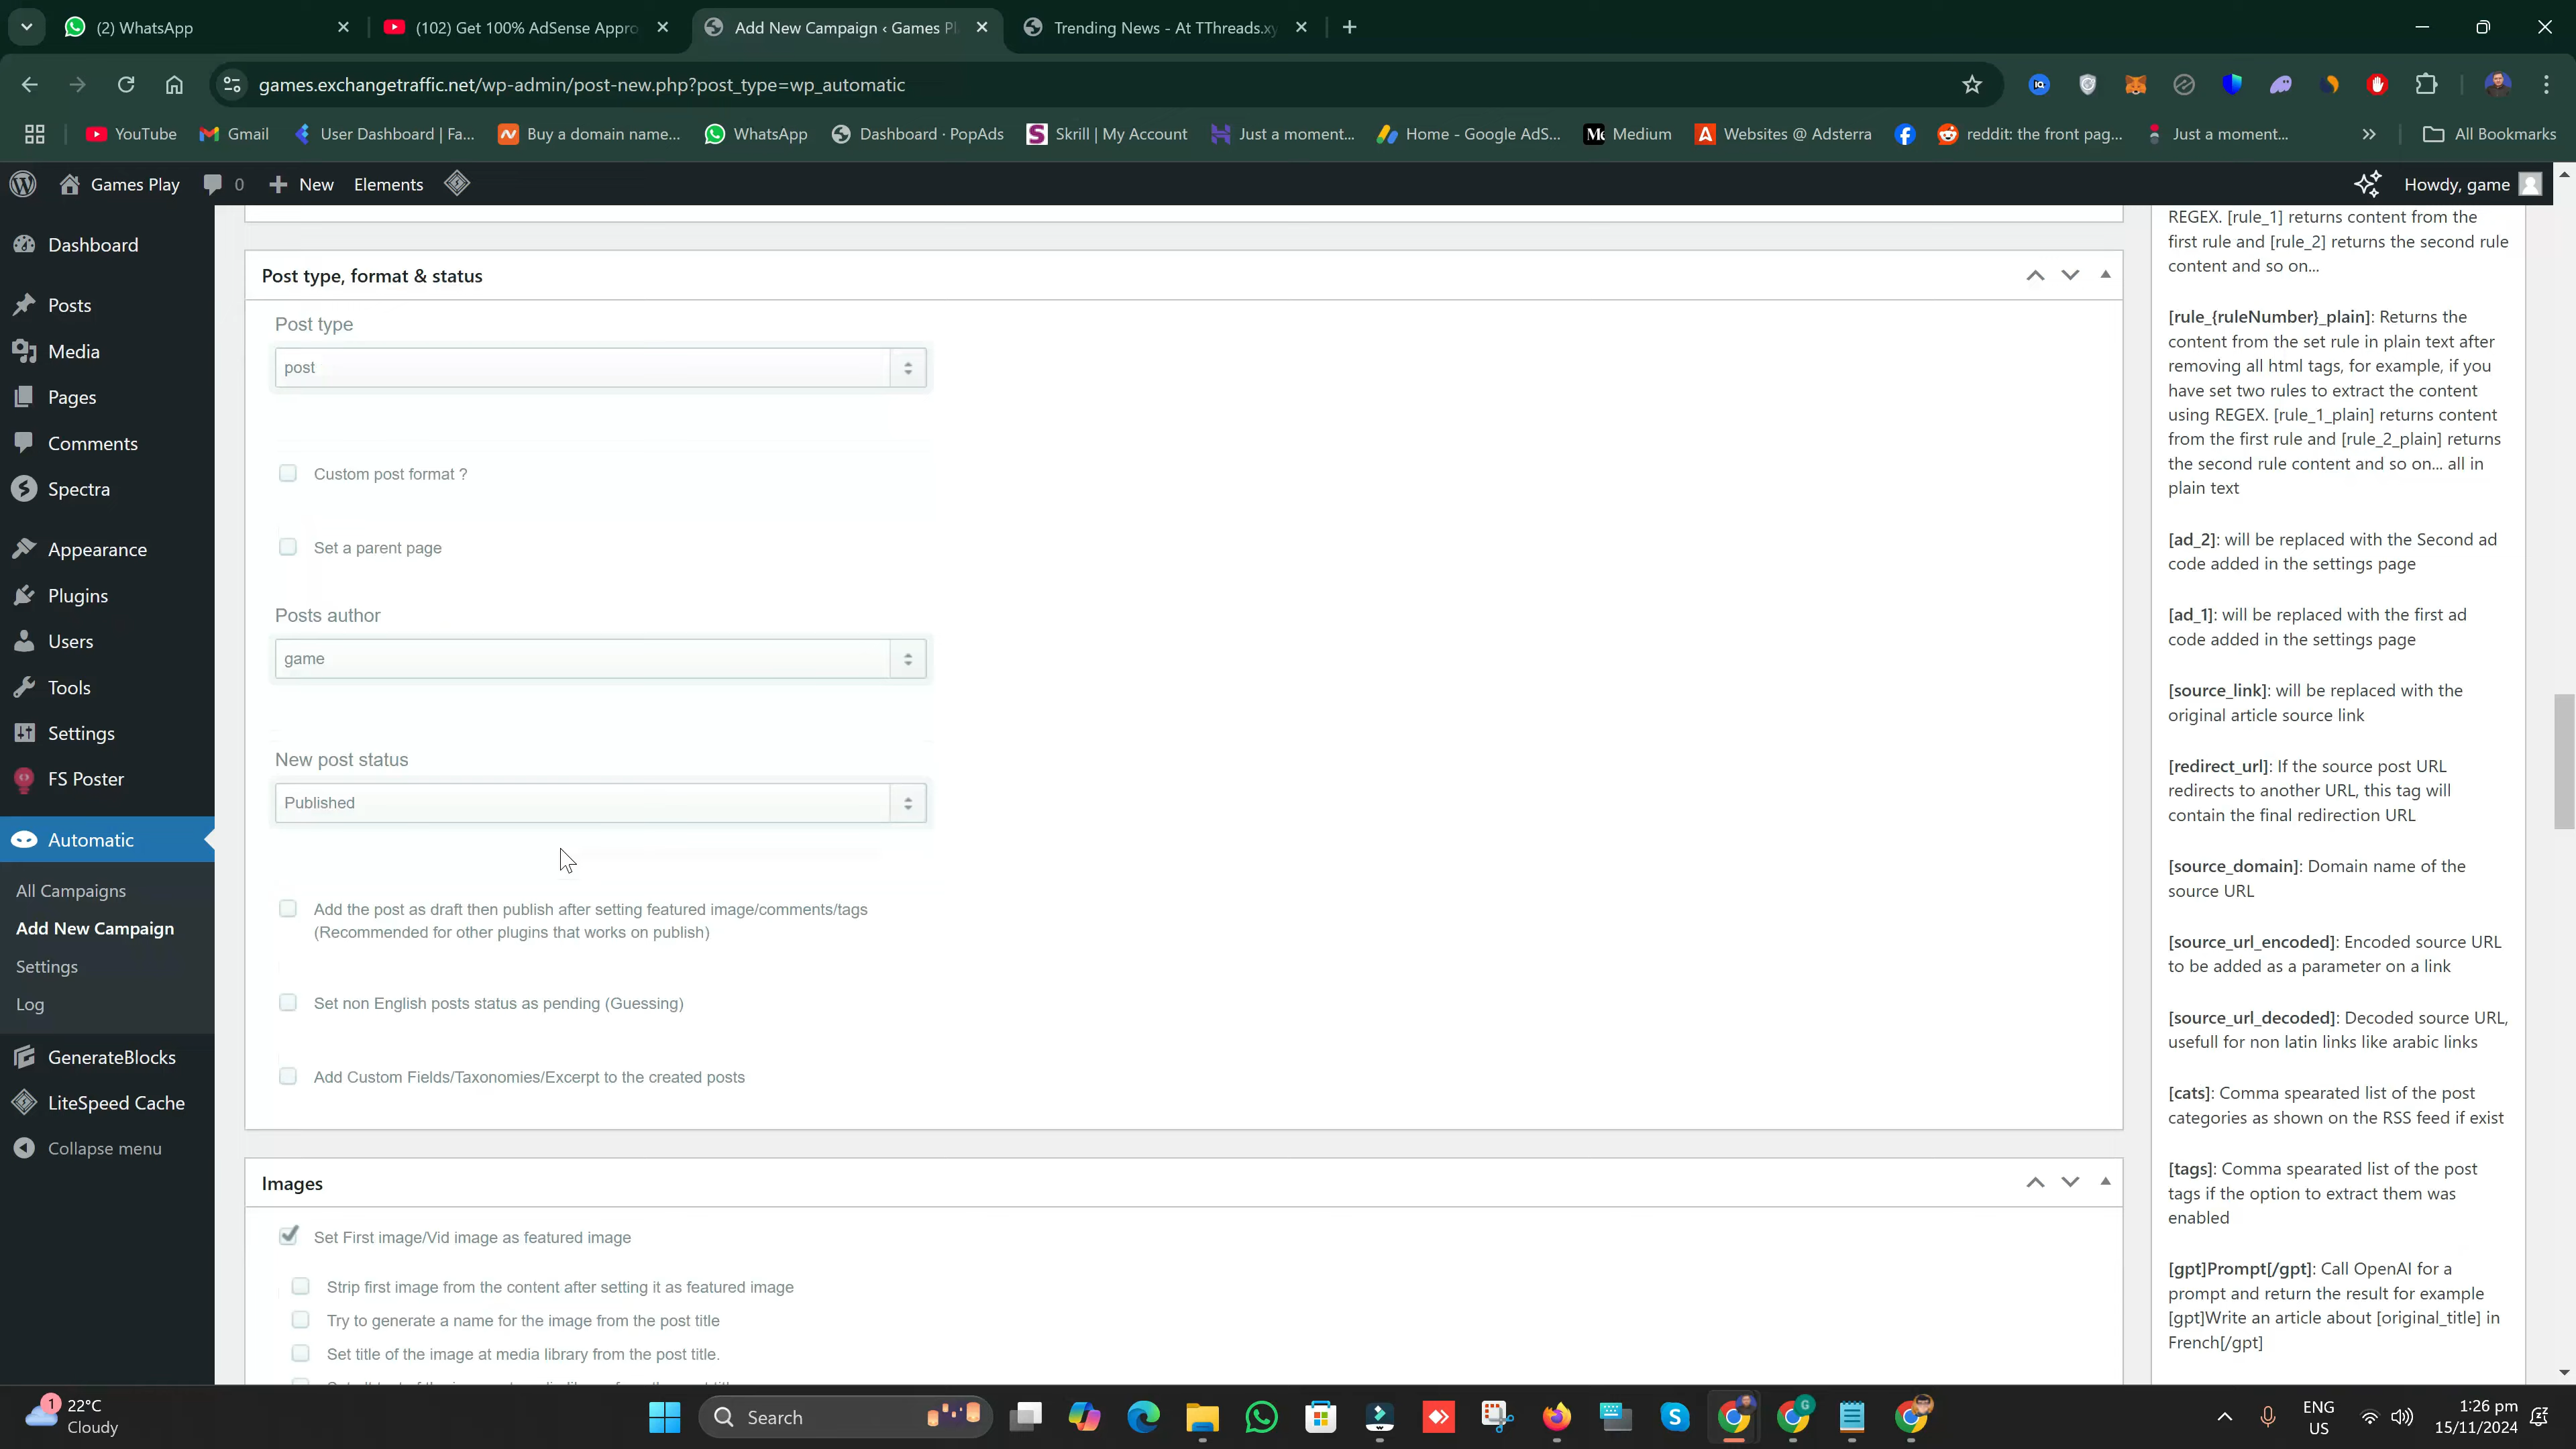 (2) WhatsApp
(102) Get 100% AdSense Appro
Add New Campaign ‹ Games Pl
Trending News - At TThreads.xy
games.exchangetraffic.net/wp-admin/post-new.php?post_type=wp_automatic
YouTube
Gmail
User Dashboard | Fa...
Buy a domain name...
WhatsApp
Dashboard · PopAds
Skrill | My Account
Just a moment...
Home - Google AdS...
Medium
Websites @ Adsterra
reddit: the front pag...
Just a moment...
All Bookmarks
Games Play
0
New
Elements
Howdy, game
Dashboard
Posts
Media
Pages
Comments
Spectra
Appearance
Plugins
Users
Tools
Settings
FS Poster
Automatic
All Campaigns
Add New Campaign
Settings
Log
GenerateBlocks
LiteSpeed Cache
Collapse menu
Post type, format & status
Post type
post
Custom post format ?
Set a parent page
Posts author
game
New post status
Published
Add the post as draft then publish after setting featured image/comments/tags
(Recommended for other plugins that works on publish)
Set non English posts status as pending (Guessing)
Add Custom Fields/Taxonomies/Excerpt to the created posts
Images
Set First image/Vid image as featured image
Strip first image from the content after setting it as featured image
Try to generate a name for the image from the post title
Set title of the image at media library from the post title.
REGEX. [rule_1] returns content from the
first rule and [rule_2] returns the second rule
content and so on...
[rule_{ruleNumber}_plain]: Returns the
content from the set rule in plain text after
removing all html tags, for example, if you
have set two rules to extract the content
using REGEX. [rule_1_plain] returns content
from the first rule and [rule_2_plain] returns
the second rule content and so on... all in
plain text
[ad_2]: will be replaced with the Second ad
code added in the settings page
[ad_1]: will be replaced with the first ad
code added in the settings page
[source_link]: will be replaced with the
original article source link
[redirect_url]: If the source post URL
redirects to another URL, this tag will
contain the final redirection URL
[source_domain]: Domain name of the
source URL
[source_url_encoded]: Encoded source URL
to be added as a parameter on a link
[source_url_decoded]: Decoded source URL,
usefull for non latin links like arabic links
[cats]: Comma spearated list of the post
categories as shown on the RSS feed if exist
[tags]: Comma spearated list of the post
tags if the option to extract them was
enabled
[gpt]Prompt[/gpt]: Call OpenAI for a
prompt and return the result for example
[gpt]Write an article about [original_title] in
French[/gpt]
1
22°C
Cloudy
Search
ENG
US
1:26 pm
15/11/2024